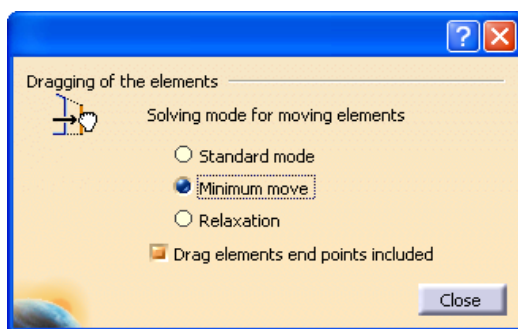 Dragging of the elements
Solving mode for moving elements
Standard mode
Minimum move
Relaxation
Drag elements end points included
Close